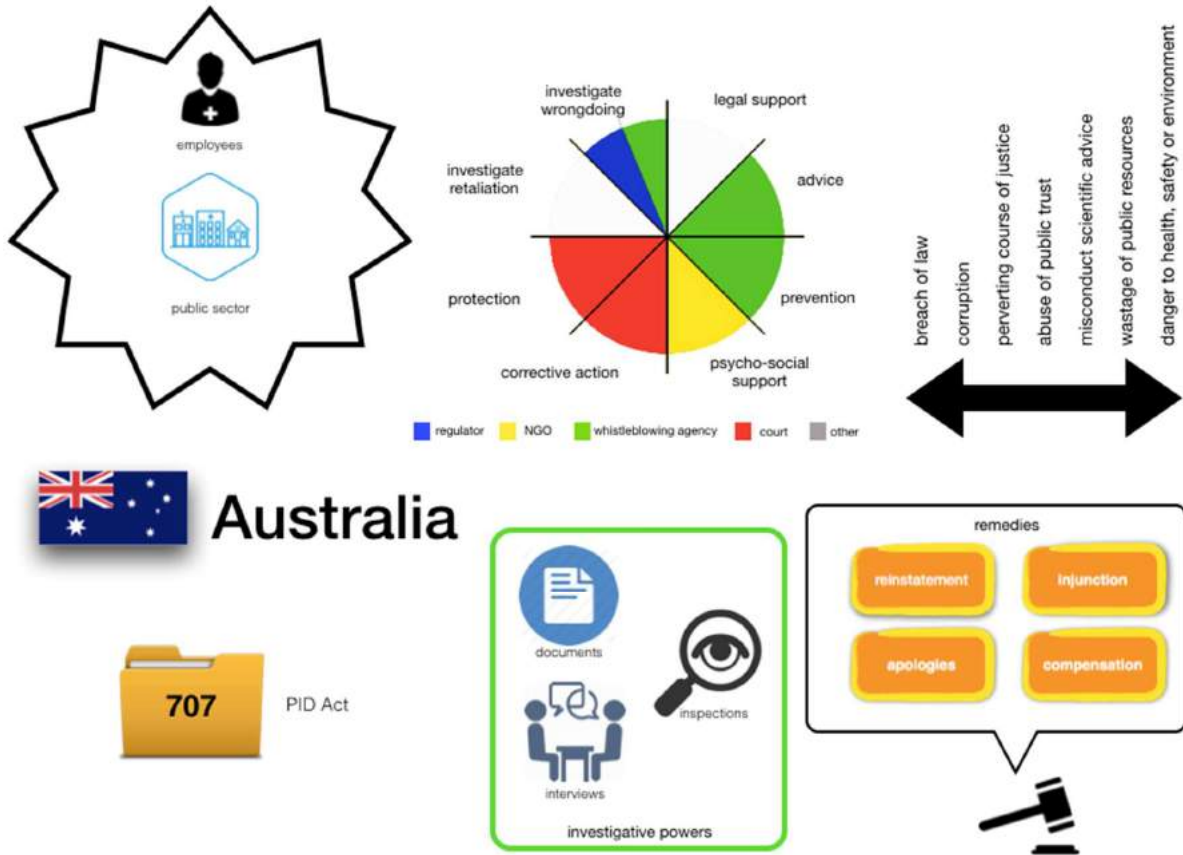 employees
public sector
investigate
wrongdoing
legal support
investigate
retaliation
advice
protection
prevention
corrective action
psycho-social
support
regulator
NGO
whistleblowing agency
court
other
breach of law
corruption
perverting course of justice
abuse of public trust
misconduct scientific advice
wastage of public resources
danger to health, safety or environment
Australia
707
PID Act
documents
inspections
interviews
investigative powers
remedies
reinstatement
injunction
apologies
compensation